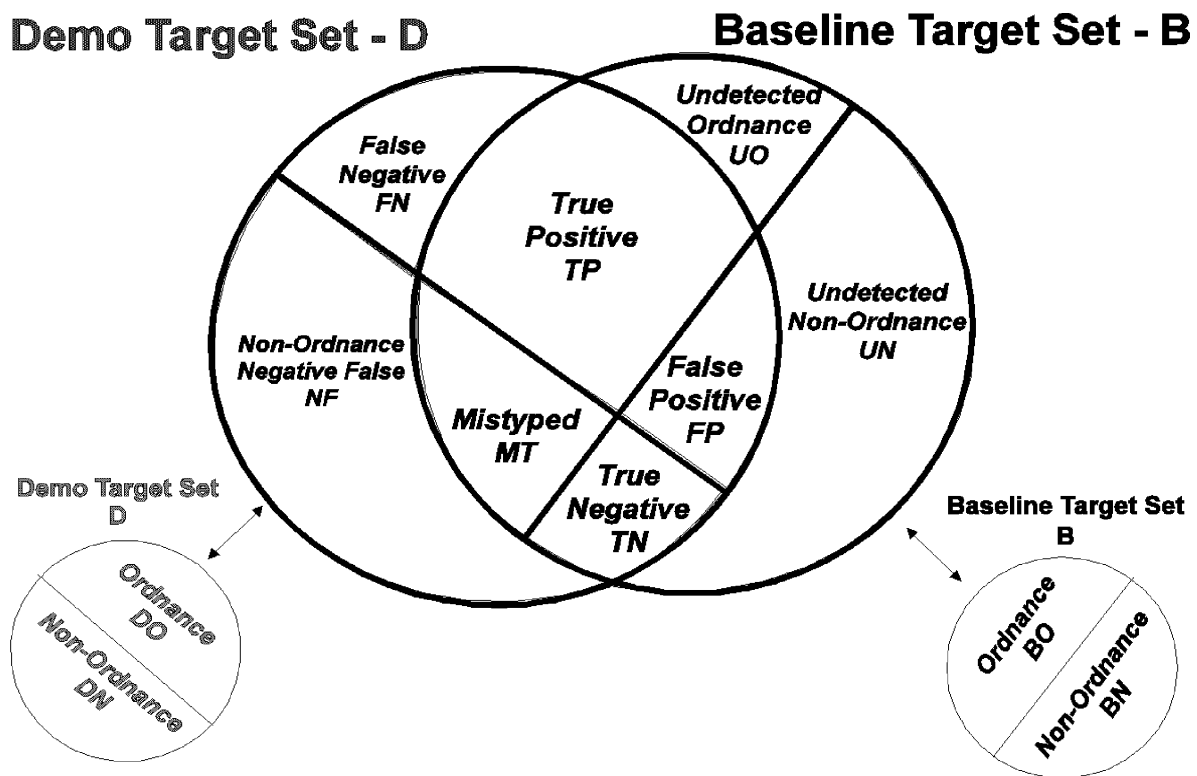 Demo Target Set - D
Baseline Target Set - B
Undetected
Ordnance
UO
False
Negative
FN
True
Positive
TP
Undetected
Non-Ordnance
UN
Non-Ordnance
Negative False
NF
False
Positive
FP
Mistyped
MT
True
Negative
TN
Demo Target Set
D
Ordnance
DO
Non-Ordnance
DN
Baseline Target Set
B
Ordnance
BO
Non-Ordnance
BN